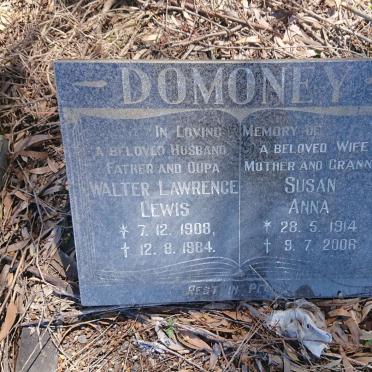 DOMONEY
IN LOVING MEMORY OF
A BELOVED HUSBAND
FATHER AND OUPA
WALTER LAWRENCE
LEWIS
* 7. 12. 1908,
† 12. 9. 1984.
A BELOVED WIFE
MOTHER AND GRANN
SUSAN
ANNA
* 28. 5. 1914
† 9. 7. 2006
REST IN